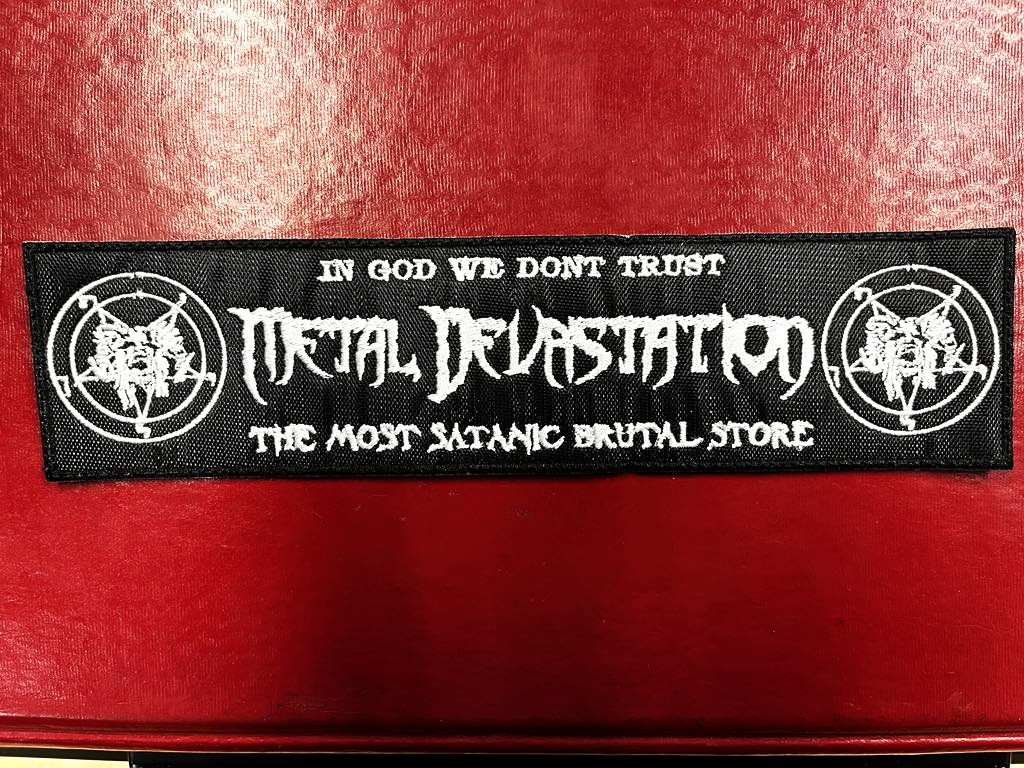 IN GOD WE DONT TRUST
METAL DEVASTATION
THE MOST SATANIC BRUTAL STORE